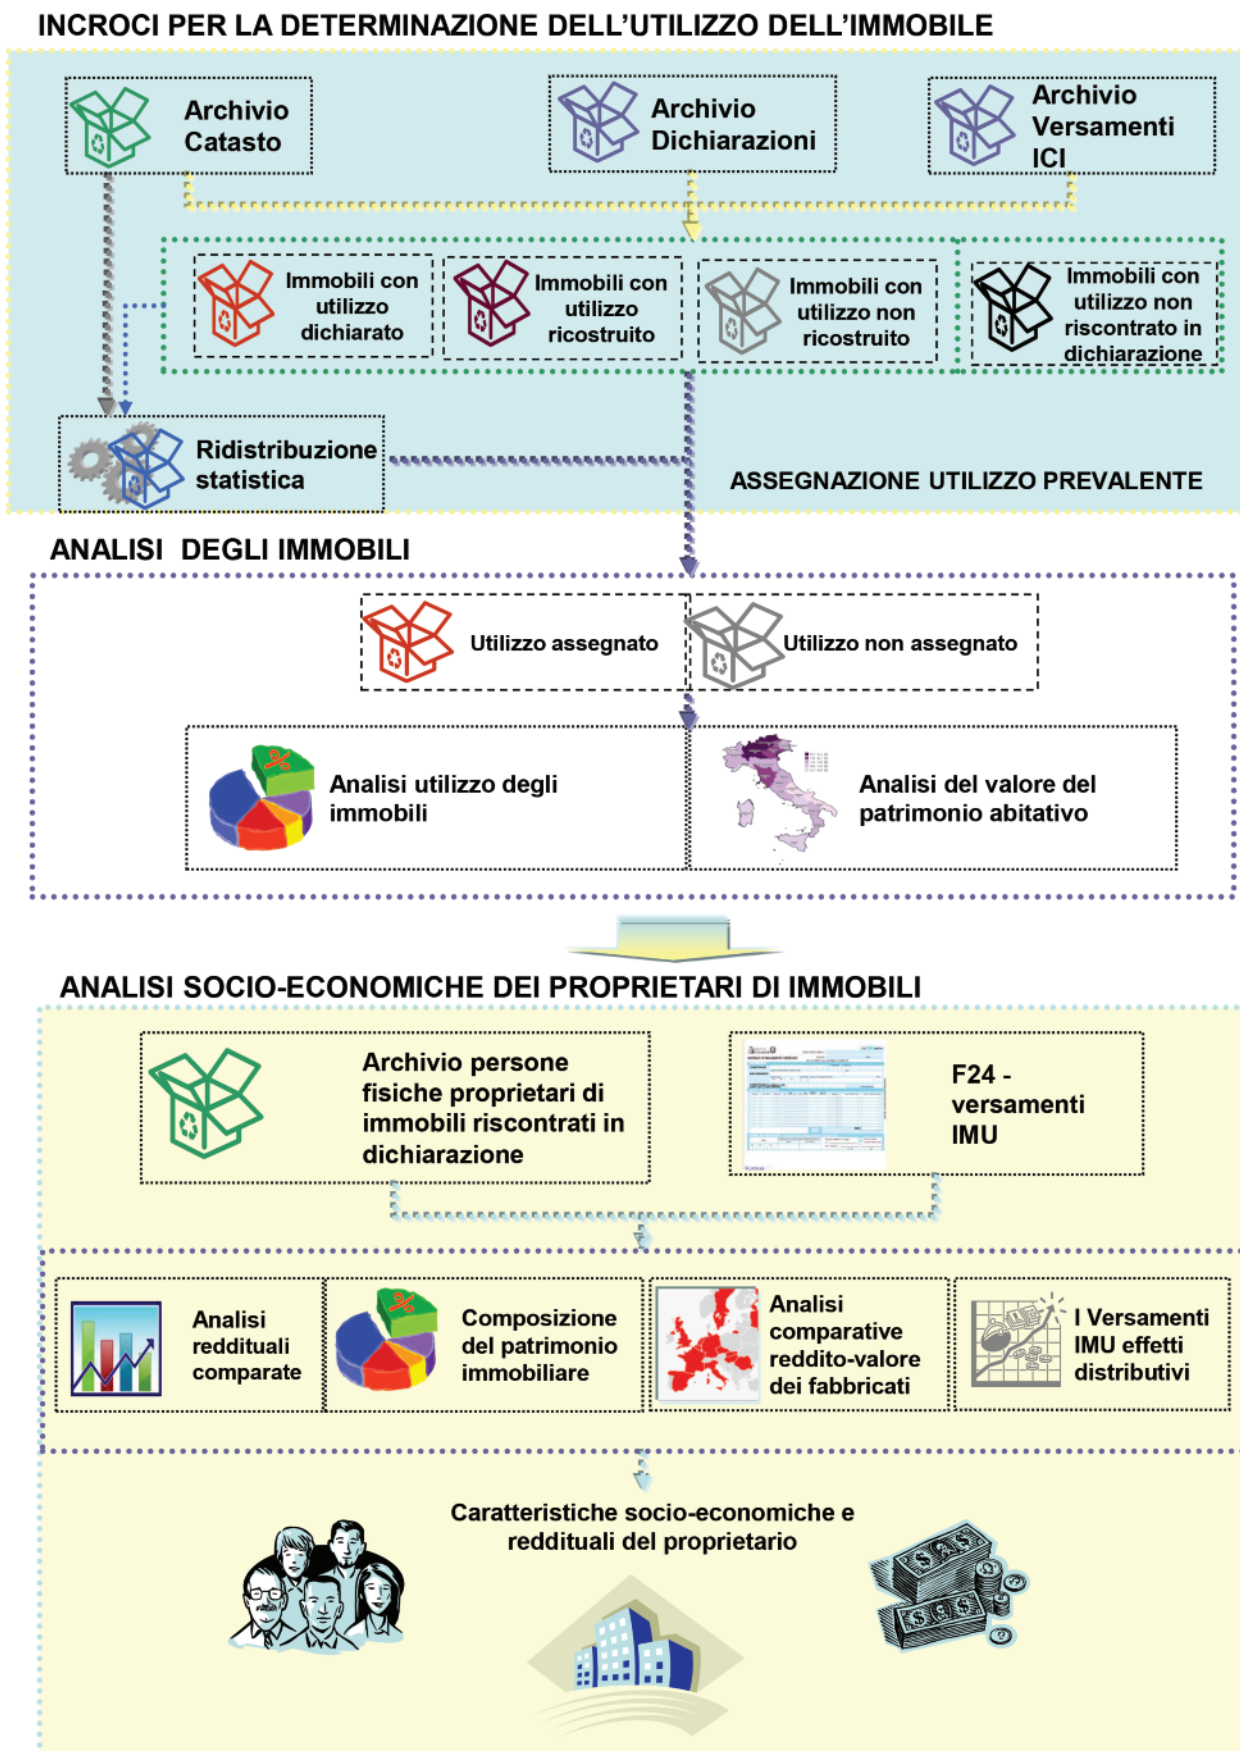 INCROCI PER LA DETERMINAZIONE DELL'UTILIZZO DELL'IMMOBILE
Archivio
Catasto
Archivio
Dichiarazioni
Archivio
Versamenti
ICI
Immobili con
utilizzo
dichiarato
Immobili con
utilizzo
ricostruito
Immobili con
utilizzo non
ricostruito
Immobili con
utilizzo non
riscontrato in
dichiarazione
Ridistribuzione
statistica
ASSEGNAZIONE UTILIZZO PREVALENTE
ANALISI DEGLI IMMOBILI
Utilizzo assegnato
Utilizzo non assegnato
Analisi utilizzo degli
immobili
Analisi del valore del
patrimonio abitativo
ANALISI SOCIO-ECONOMICHE DEI PROPRIETARI DI IMMOBILI
Archivio persone
fisiche proprietari di
immobili riscontrati in
dichiarazione
F24 -
versamenti
IMU
Analisi
reddituali
comparate
Composizione
del patrimonio
immobiliare
Analisi
comparative
reddito-valore
dei fabbricati
I Versamenti
IMU effetti
distributivi
Caratteristiche socio-economiche e
reddituali del proprietario